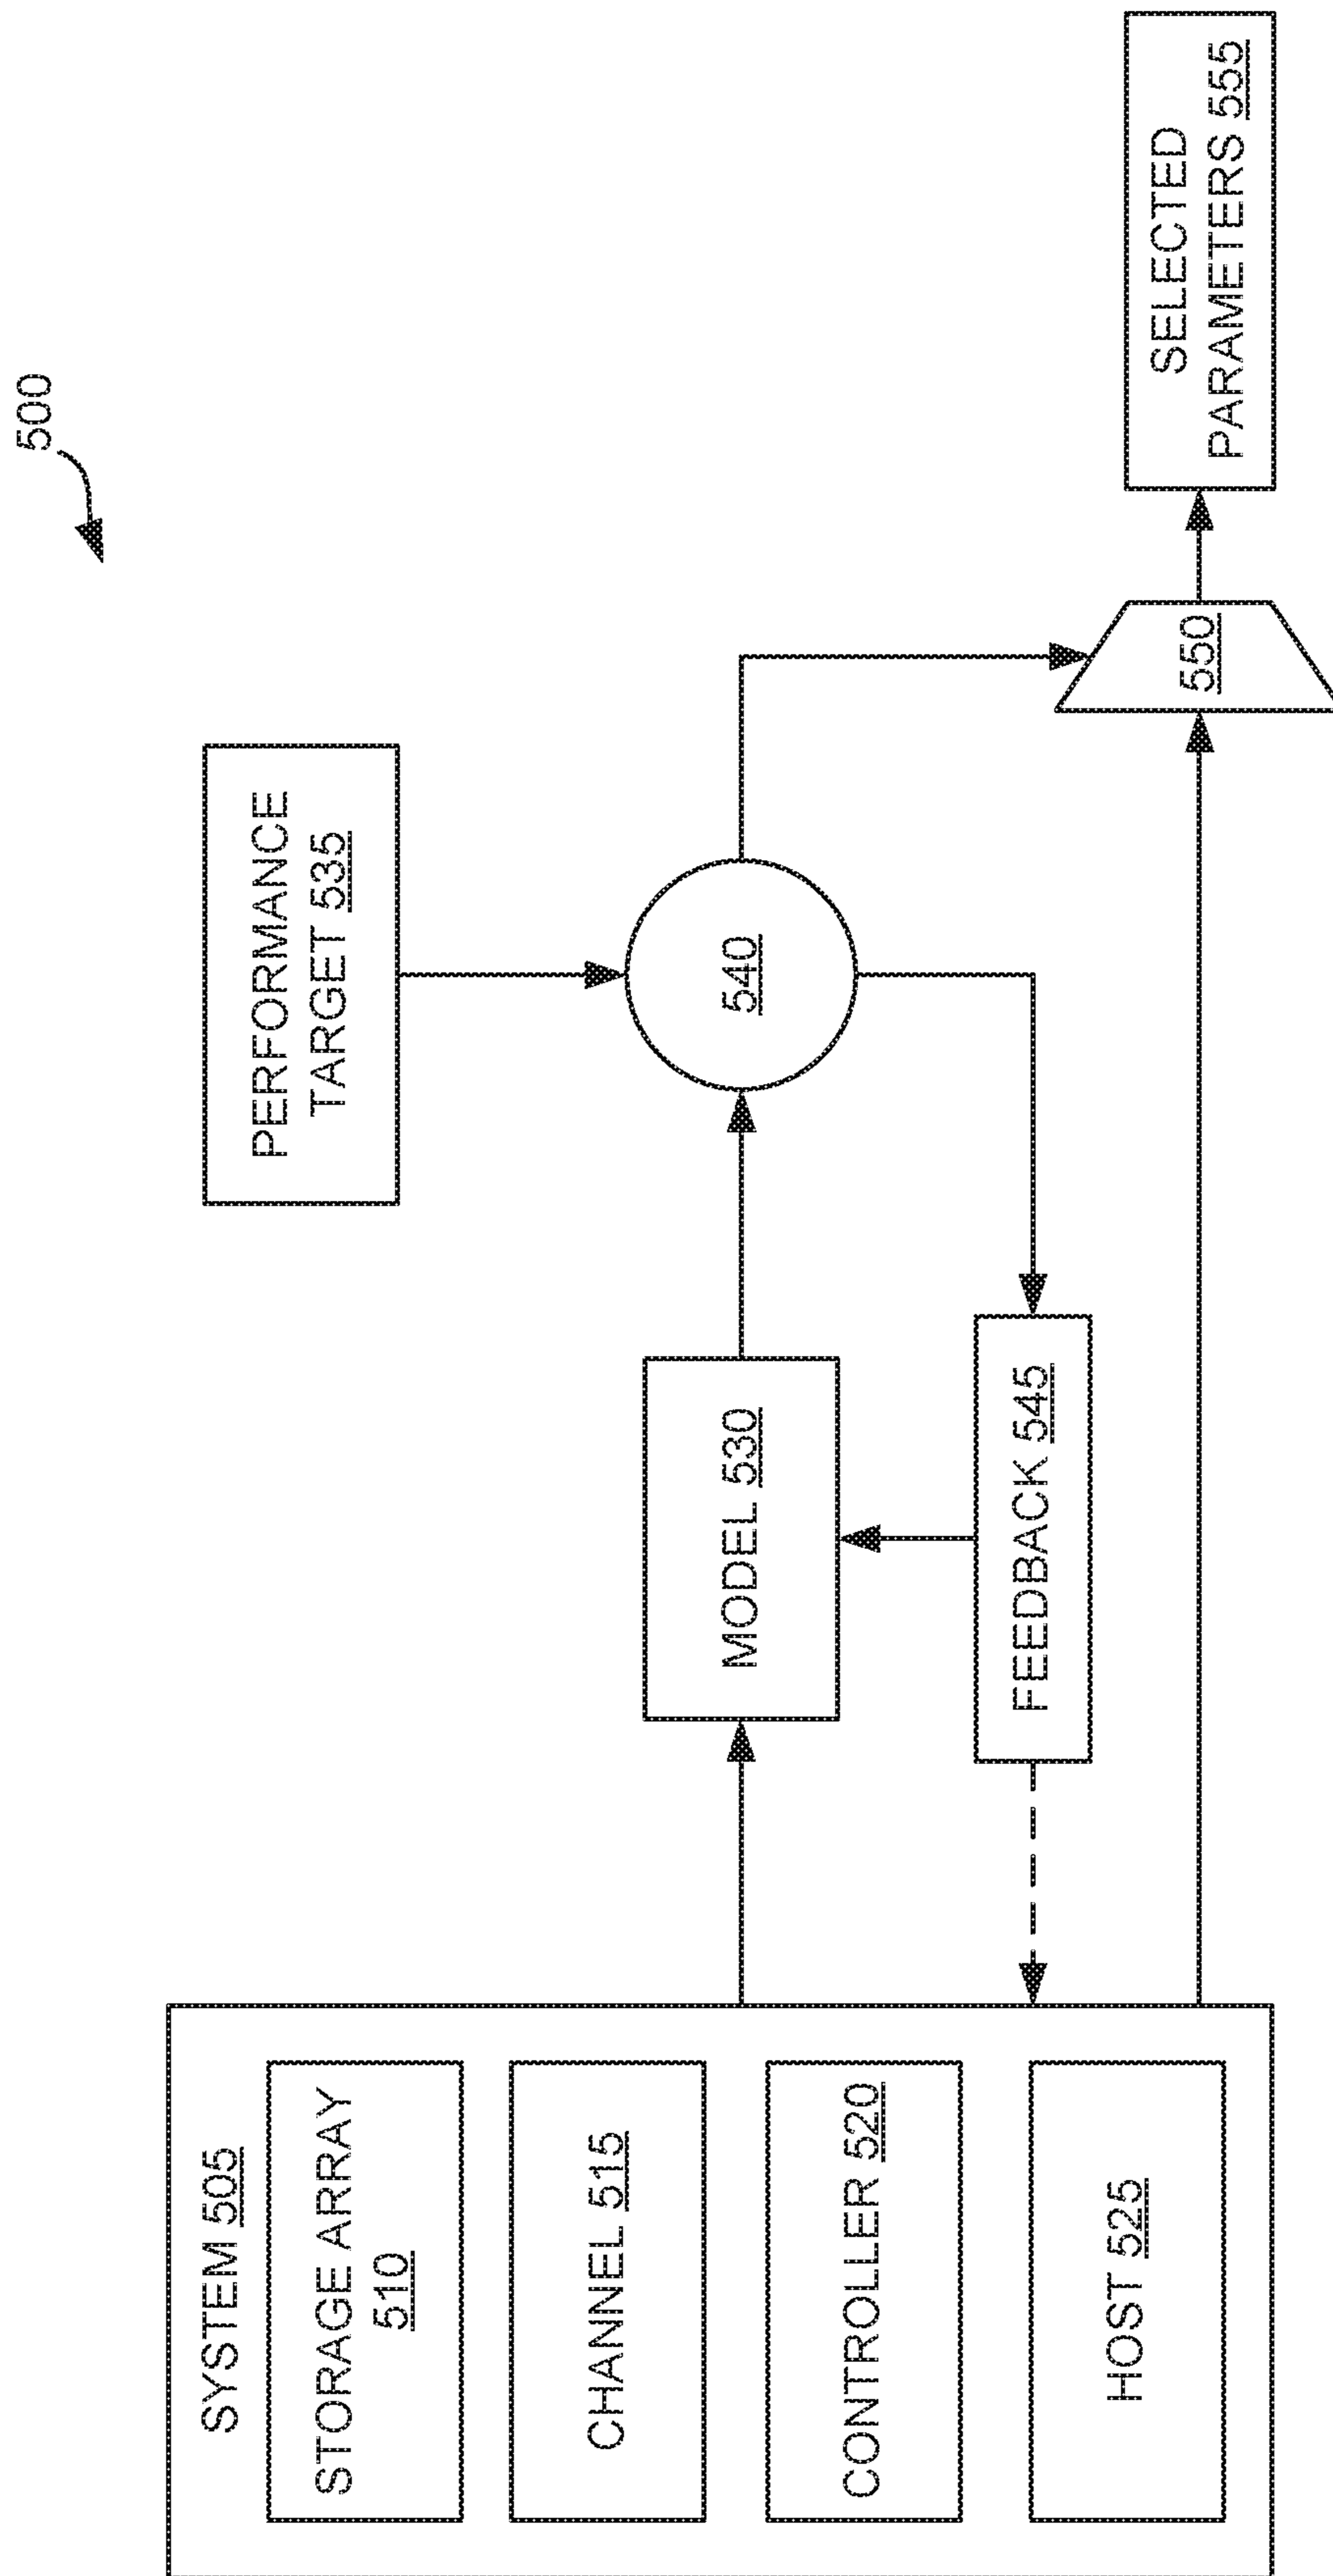 500
SYSTEM 505
STORAGE ARRAY
510
CHANNEL 515
CONTROLLER 520
HOST 525
MODEL 530
FEEDBACK 545
PERFORMANCE
TARGET 535
540
550
SELECTED
PARAMETERS 555